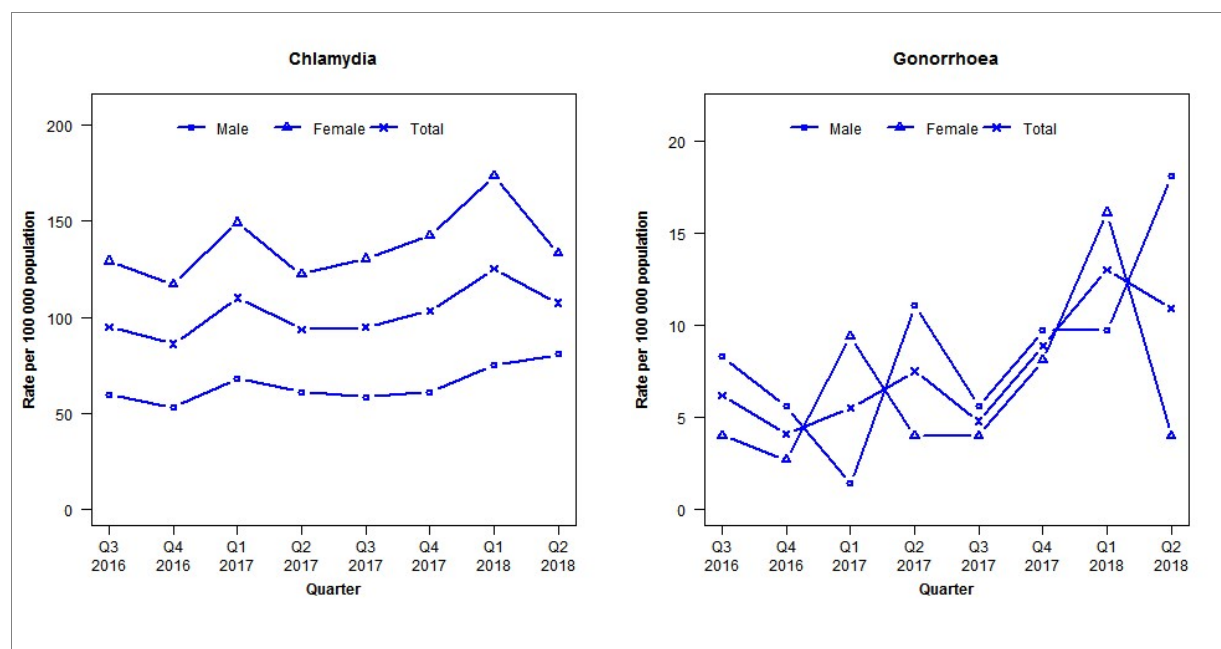 Chlamydia
Rate per 100 000 population
200
150
100
50
0
Male Female Total
Q3 Q4 Q1 Q2 Q3 Q4 Q1 Q2
2016 2016 2017 2017 2017 2017 2018 2018
Quarter
Gonorrhoea
Rate per 100 000 population
20
15
10
5
0
Male Female Total
Q3 Q4 Q1 Q2 Q3 Q4 Q1 Q2
2016 2016 2017 2017 2017 2017 2018 2018
Quarter